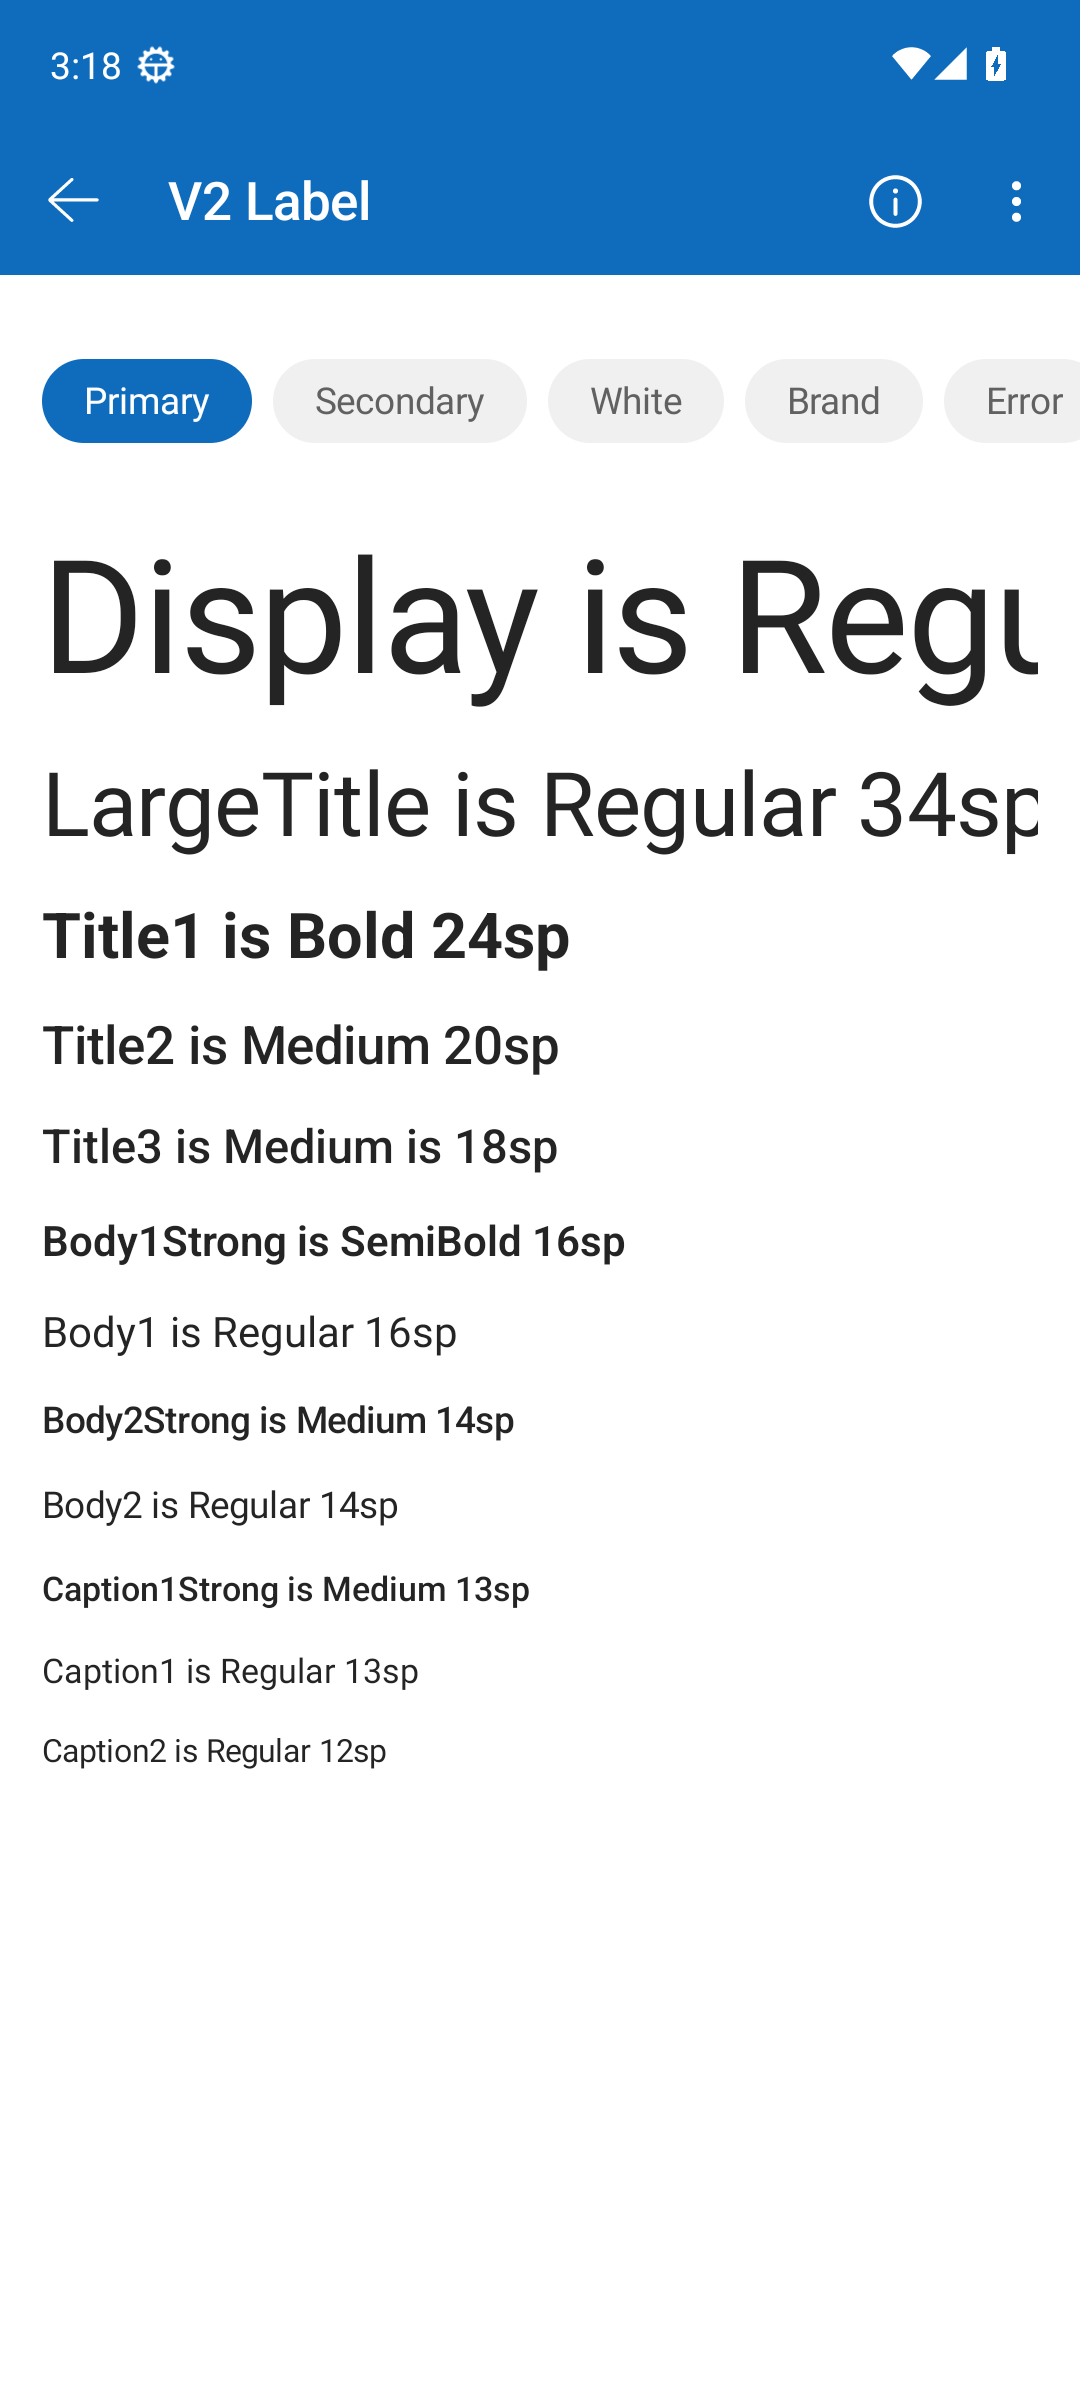 3:18
V2 Label
Primary Secondary White Brand Error
Display is Regu
LargeTitle is Regular 34sp
Title1 is Bold 24sp
Title2 is Medium 20sp
Title3 is Medium is 18sp
Body1Strong is SemiBold 16sp
Body1 is Regular 16sp
Body2Strong is Medium 14sp
Body2 is Regular 14sp
Caption1Strong is Medium 13sp
Caption1 is Regular 13sp
Caption2 is Regular 12sp